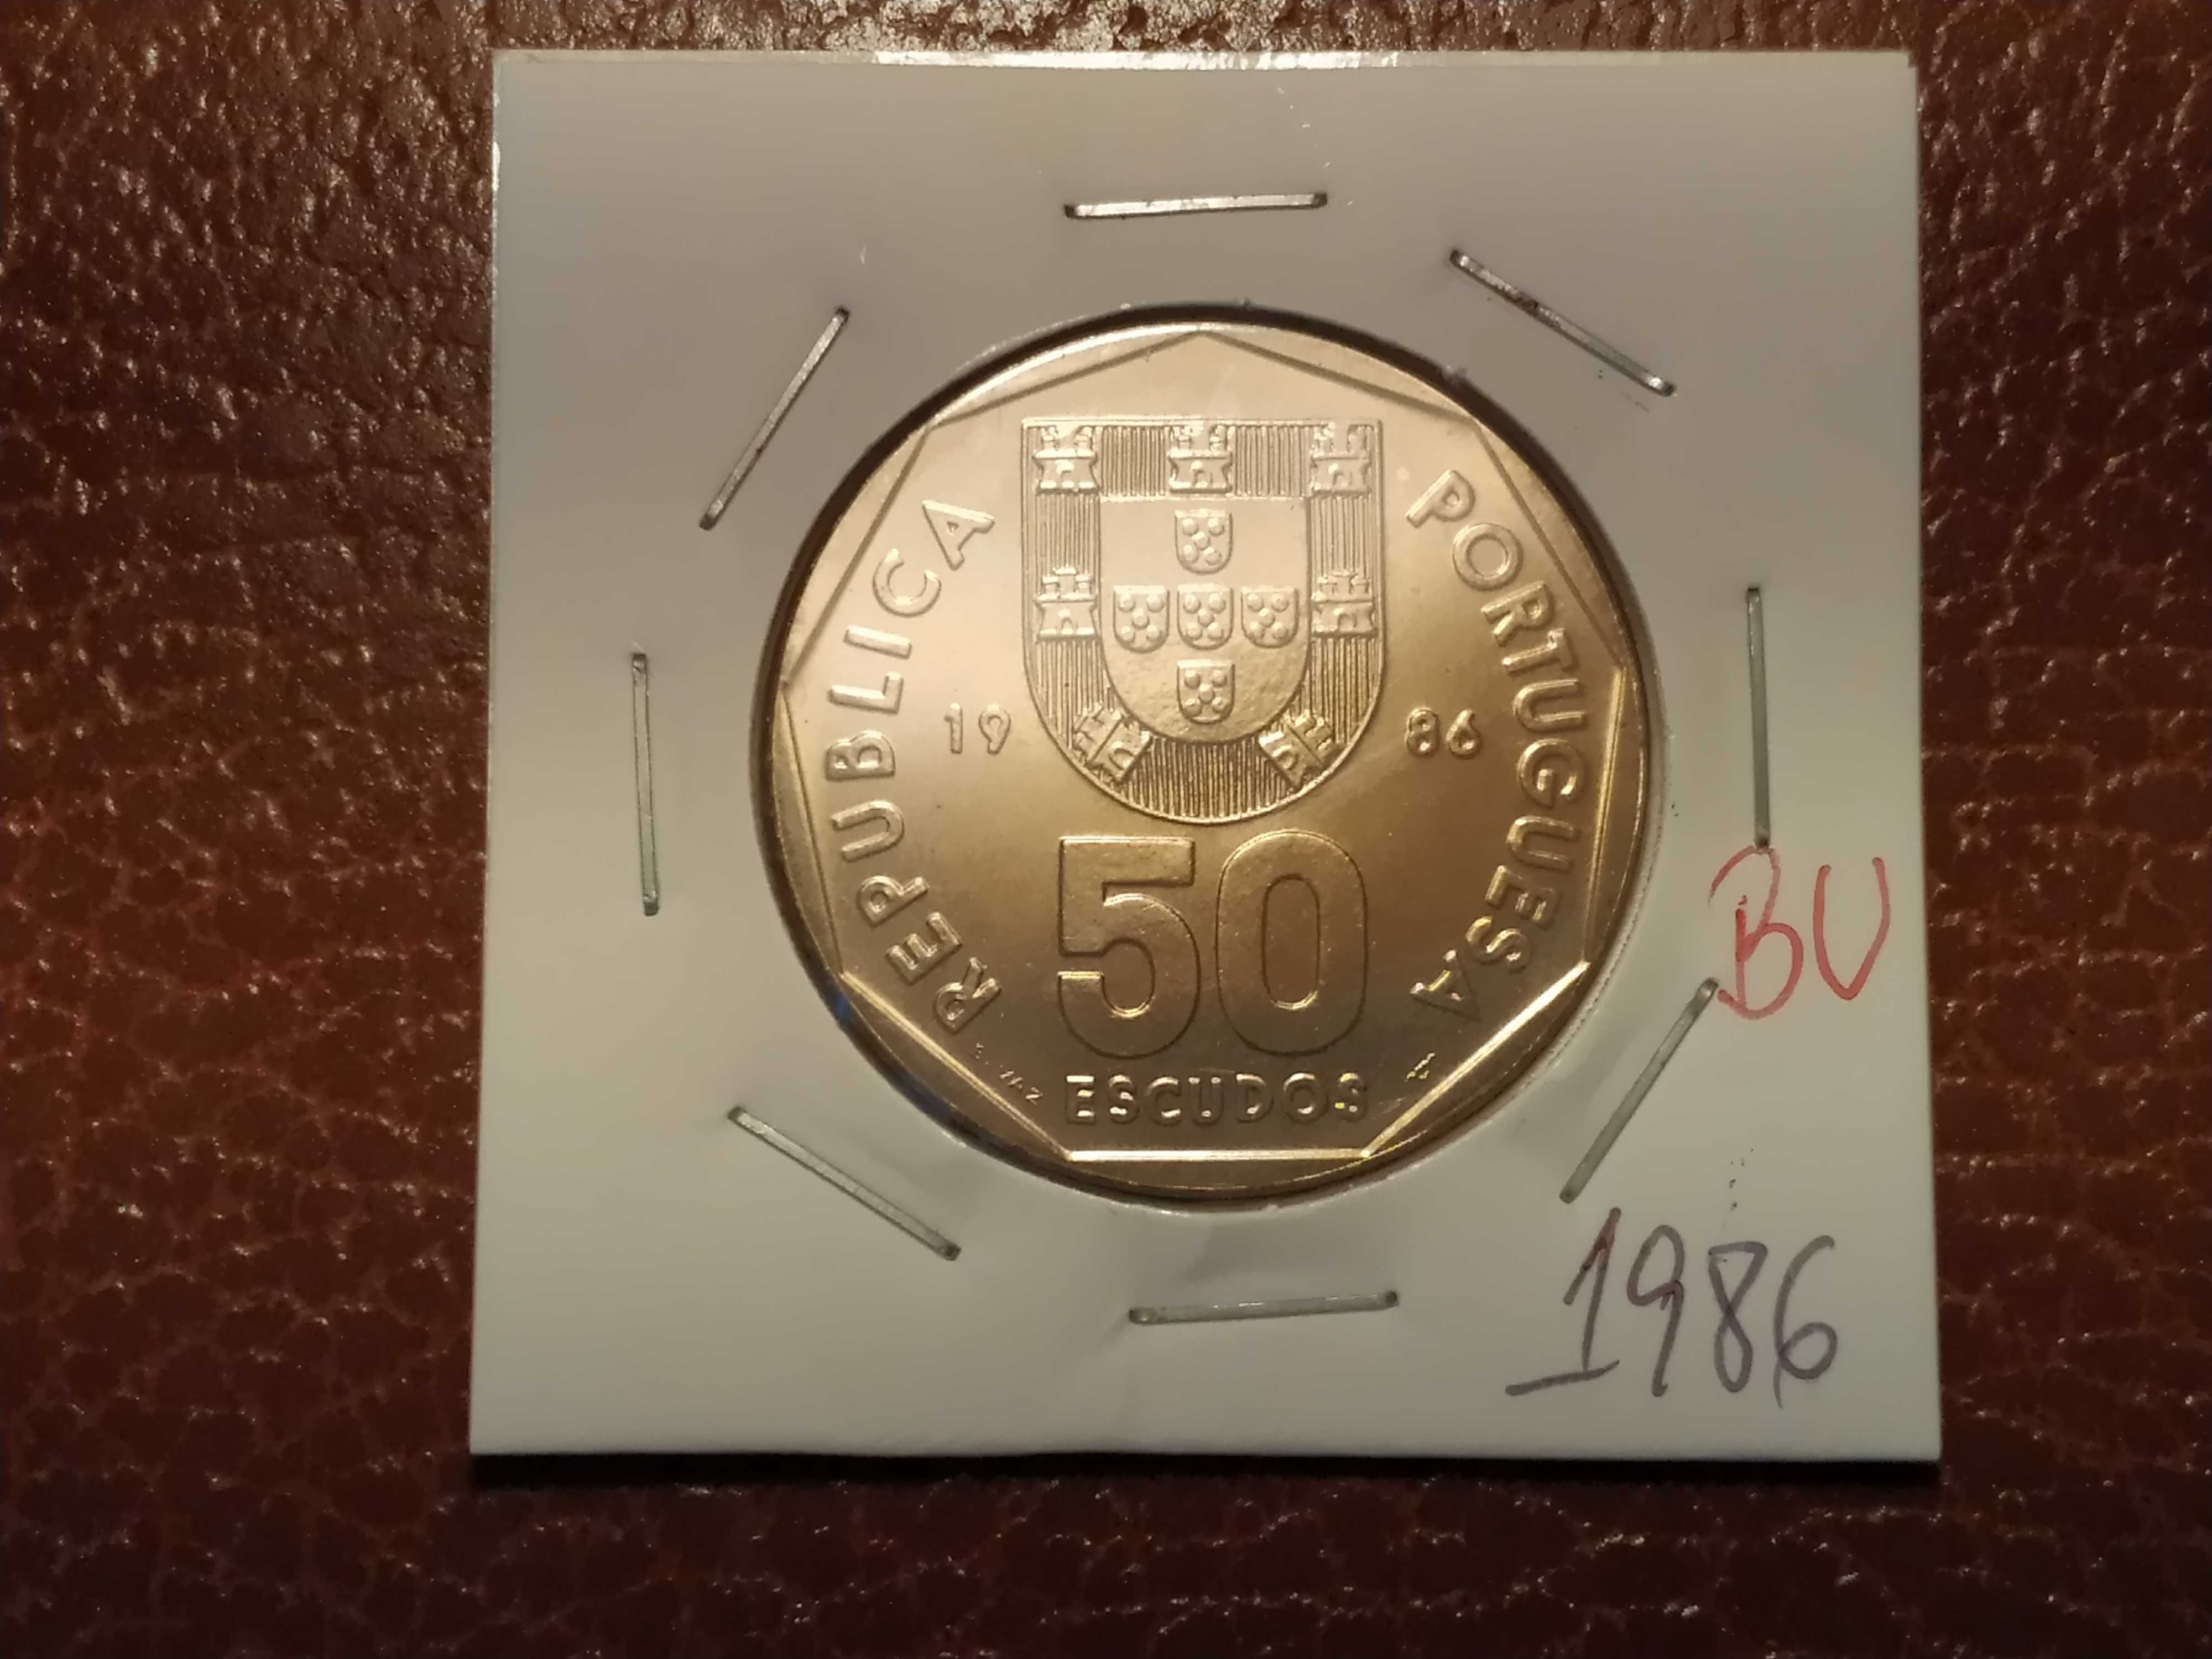 REPUBLICA PORTUGUESA
19 86
50
ESCUDOS
BU
1986